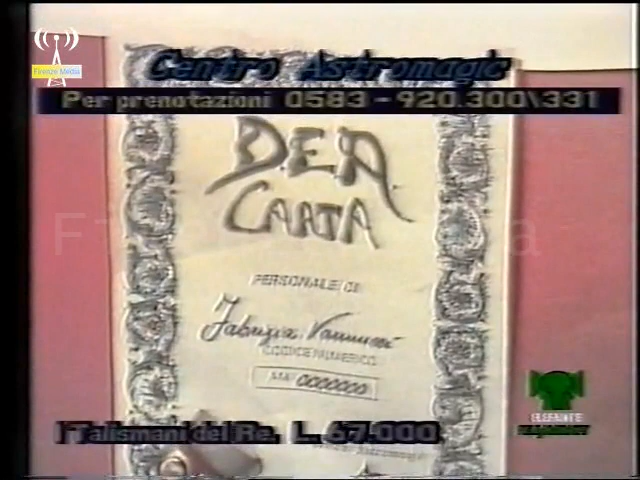 Firenze Media
Centro Astromagic
Per prenotazioni 0583-920.300\331
D.E.A.
CARTA
PERSONALE DI
Fabrizia Vannucci
CODICE NUMERICO
0000000
I Talismani del Re. L. 67.000
ELEFANTE